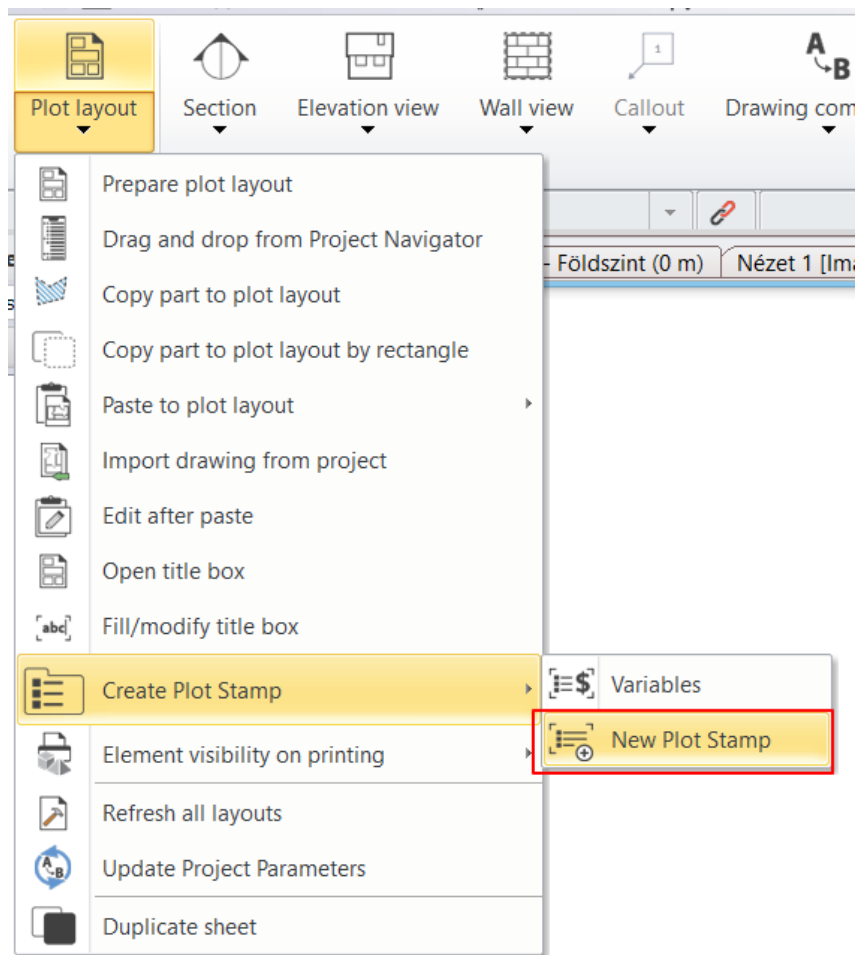 A
B
1
Plot layout
Section
Elevation view
Wall view
Callout
Drawing com
Prepare plot layout
Drag and drop from Project Navigator
- Földszint (0 m)
Nézet 1 [Ima
Copy part to plot layout
Copy part to plot layout by rectangle
Paste to plot layout
Import drawing from project
Edit after paste
Open title box
abc
Fill/modify title box
Create Plot Stamp
$
Variables
New Plot Stamp
Element visibility on printing
Refresh all layouts
A
B
Update Project Parameters
Duplicate sheet